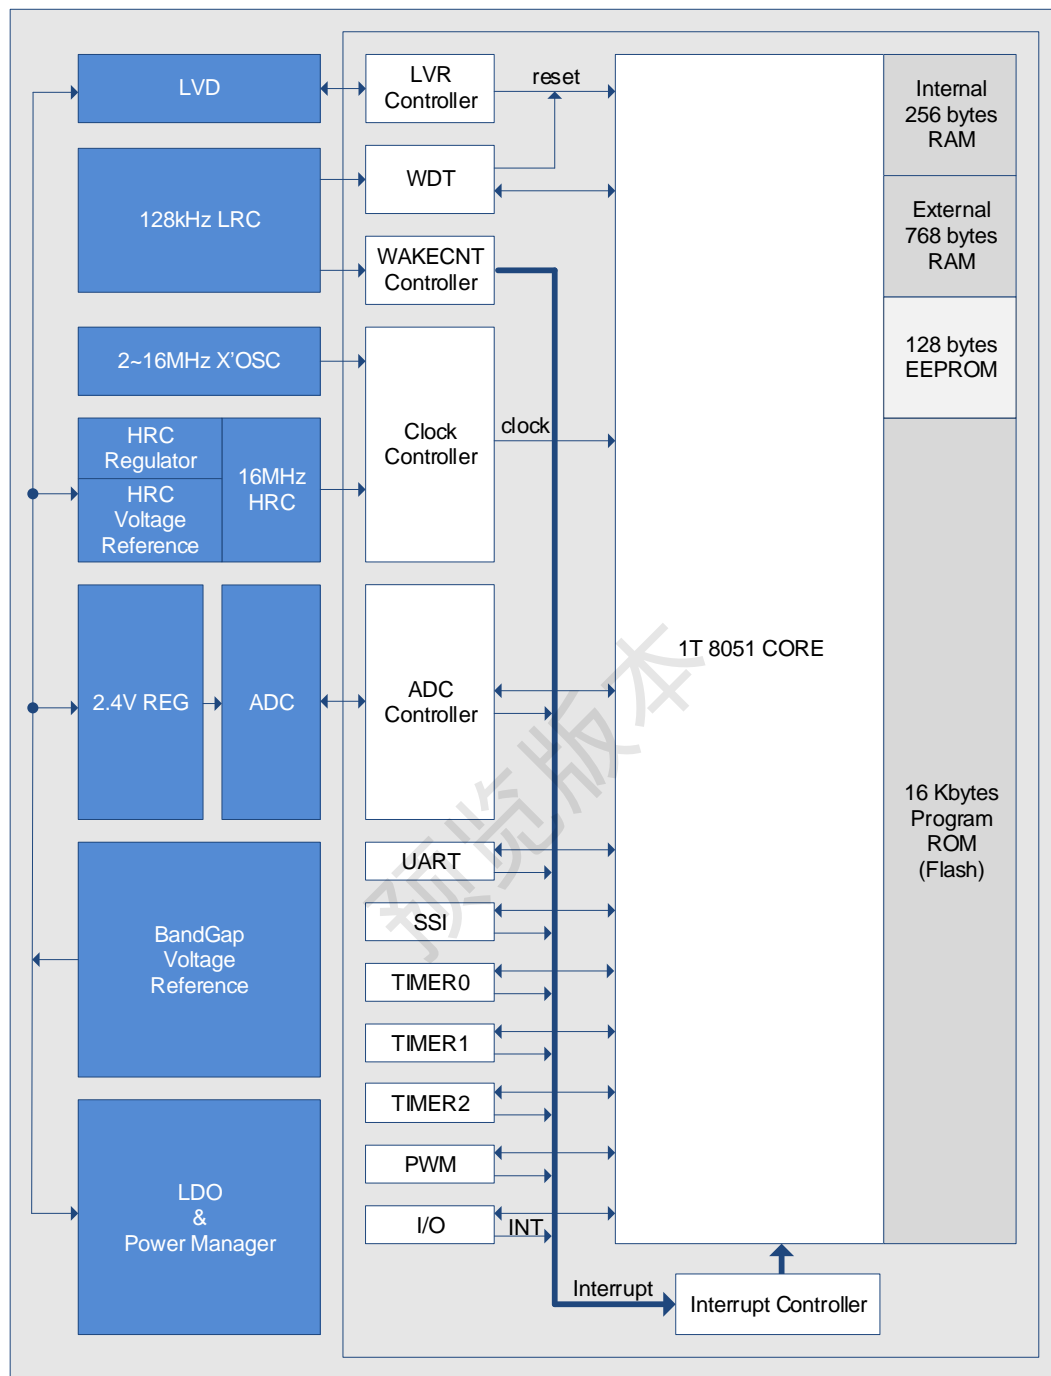 LVD
LVR
Controller
reset
Internal
256 bytes
RAM
128kHz LRC
WDT
External
768 bytes
RAM
WAKECNT
Controller
2~16MHz X'OSC
128 bytes
EEPROM
HRC
Regulator
HRC
Voltage
Reference
16MHz
HRC
Clock
Controller
clock
2.4V REG
ADC
ADC
Controller
1T 8051 CORE
16 Kbytes
Program
ROM
(Flash)
预览版本
BandGap
Voltage
Reference
UART
SSI
TIMER0
TIMER1
TIMER2
PWM
I/O
INT
LDO
&
Power Manager
Interrupt
Interrupt Controller